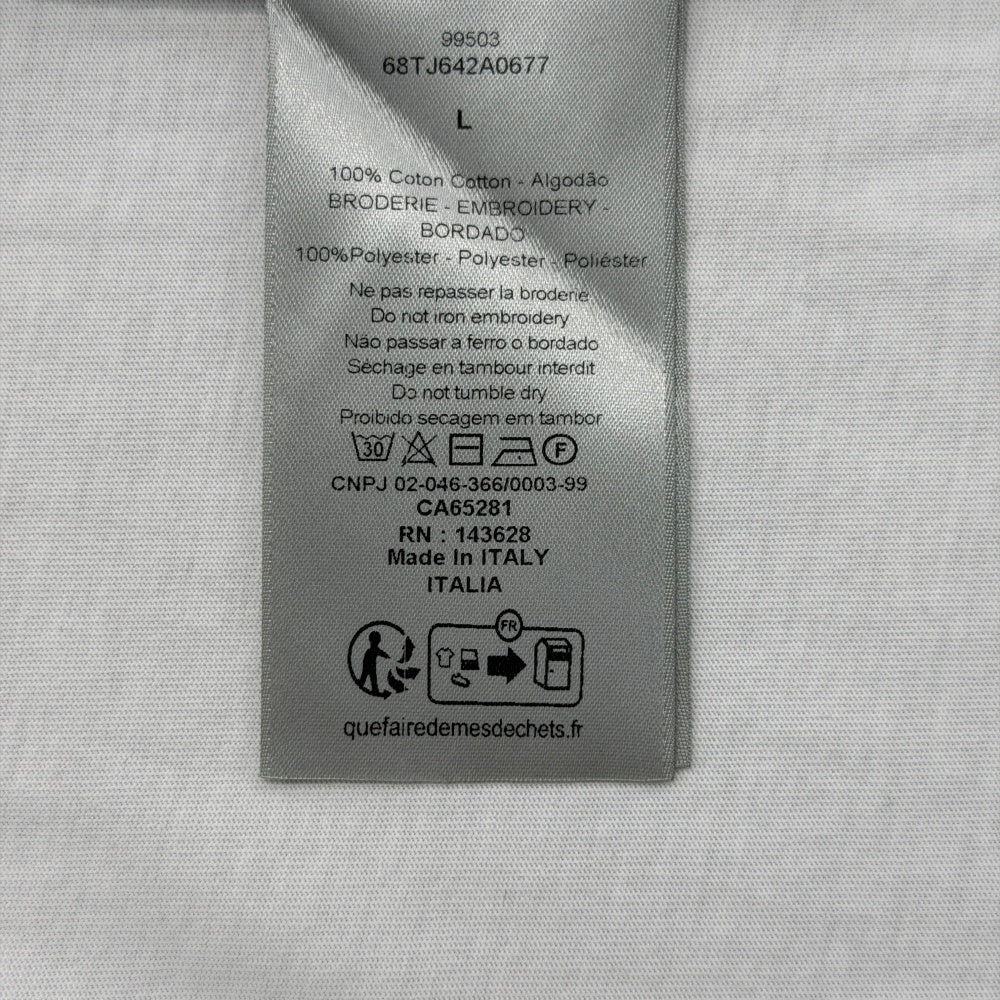 99503
68TJ642A0677
L
100% Coton Cotton - Algodão
BRODERIE - EMBROIDERY -
BORDADO
100%Polyester - Polyester - Poliéster
Ne pas repasser la broderie
Do not iron embroidery
Não passar a ferro o bordado
Séchage en tambour interdit
Do not tumble dry
Proibido secagem em tambor
30 F
CNPJ 02-046-366/0003-99
CA65281
RN : 143628
Made In ITALY
ITALIA
FR
quefairedemesdechets.fr